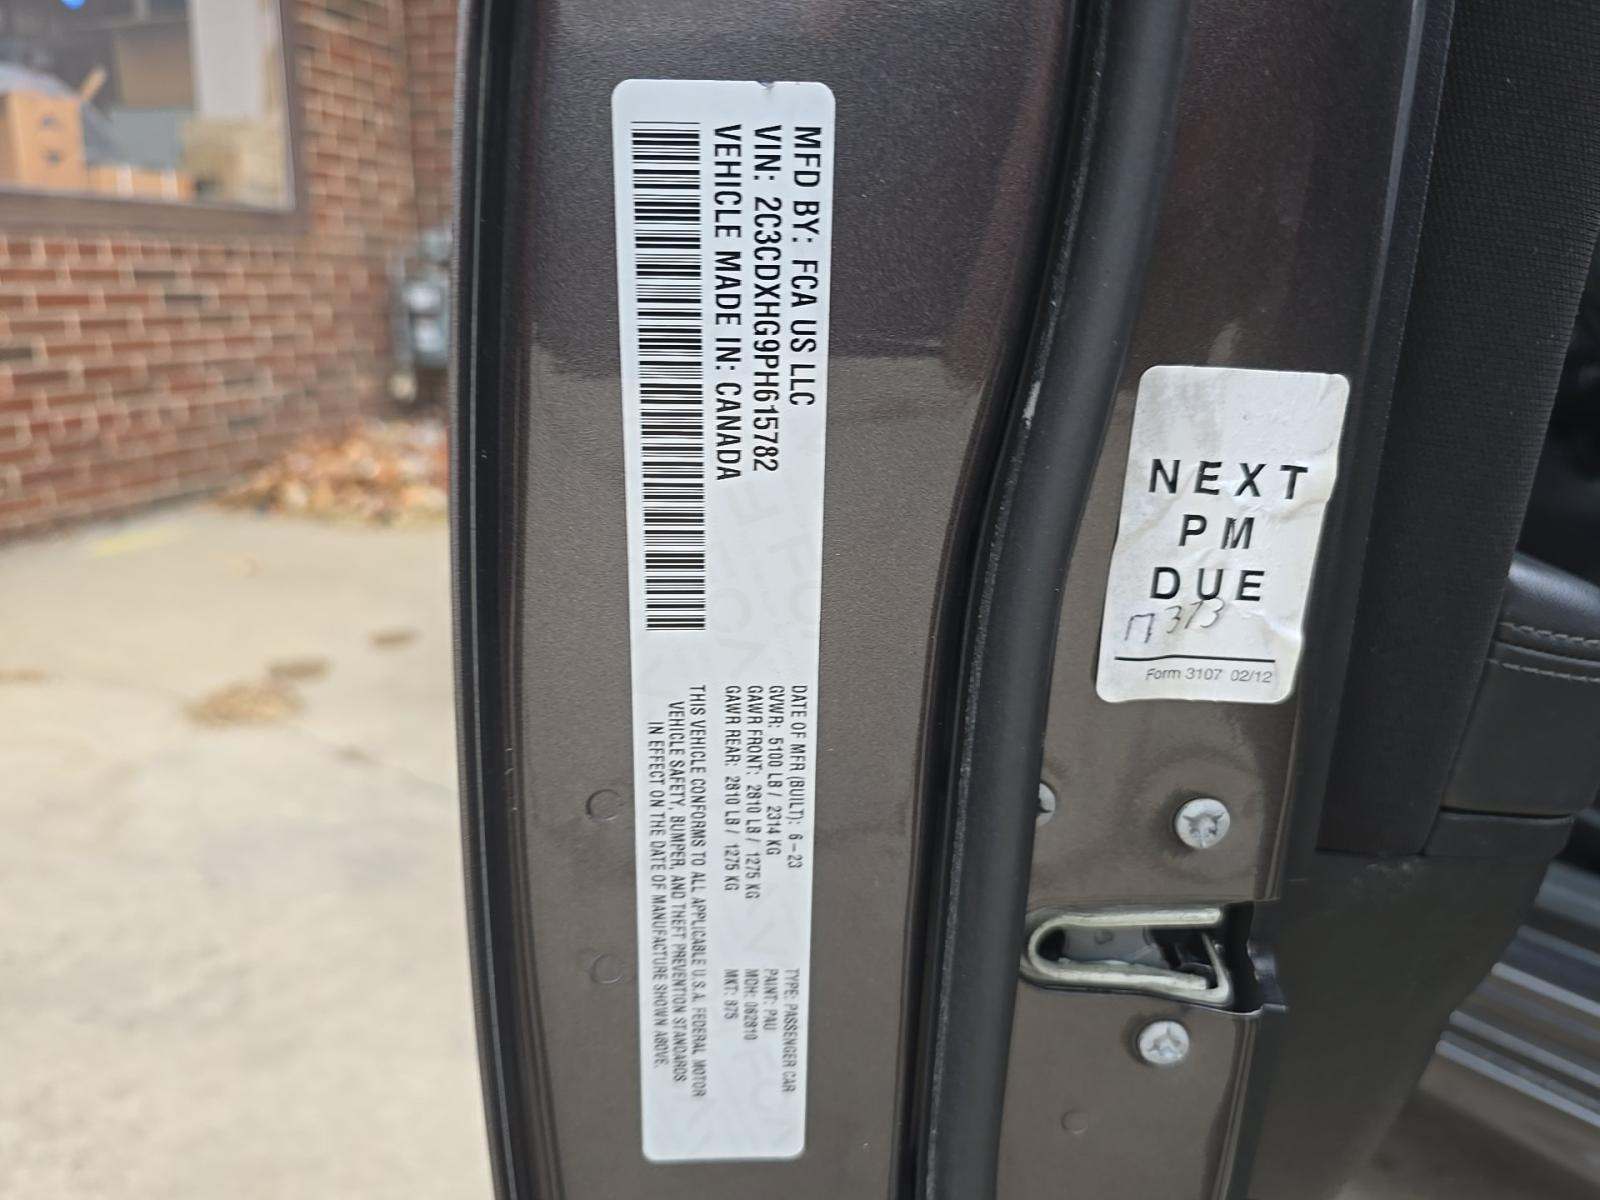 MFD BY: FCA US LLC
VIN: 2C3CDXHG9PH615782
VEHICLE MADE IN: CANADA
DATE OF MFR (BUILT): 6-23
GVWR: 5100 LB / 2314 KG
GAWR FRONT: 2810 LB / 1275 KG
GAWR REAR: 2810 LB / 1275 KG
TYPE: PASSENGER CAR
PAINT: PAU
MDH: 062810
MKT: 875
THIS VEHICLE CONFORMS TO ALL APPLICABLE U.S.A. FEDERAL MOTOR
VEHICLE SAFETY, BUMPER, AND THEFT PREVENTION STANDARDS
IN EFFECT ON THE DATE OF MANUFACTURE SHOWN ABOVE.
NEXT
PM
DUE
373
Form 3107 02/12